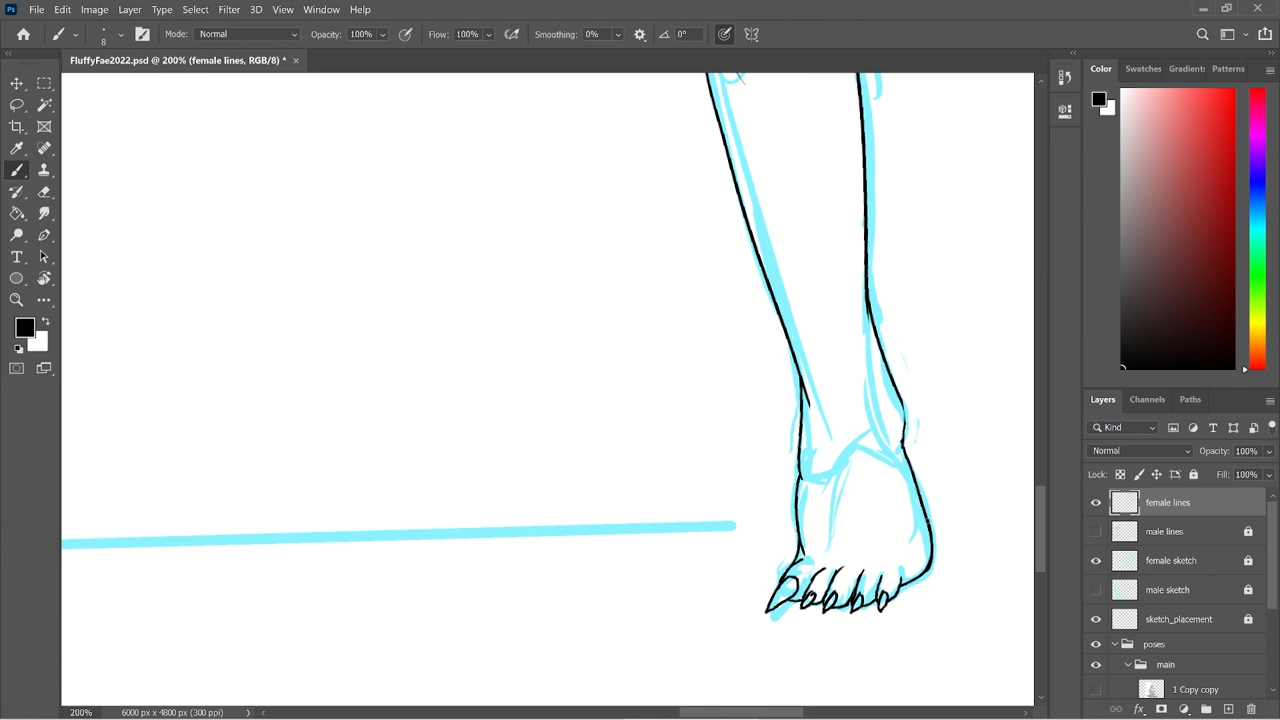 Ps File Edit Image Layer Type Select Filter 3D View Window Help
8 Mode: Normal Opacity: 100% Flow: 100% Smoothing: 0% 0°
FluffyFae2022.psd @ 200% (female lines, RGB/8) *
Color Swatches Gradients Patterns
Layers Channels Paths
Kind
Normal Opacity: 100%
Lock: Fill: 100%
female lines
male lines
female sketch
male sketch
sketch_placement
poses
main
1 Copy copy
200% 6000 px x 4800 px (300 ppi)